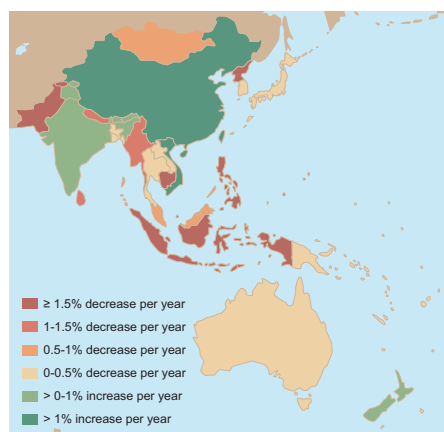 ≥ 1.5% decrease per year
1-1.5% decrease per year
0.5-1% decrease per year
0-0.5% decrease per year
> 0-1% increase per year
> 1% increase per year